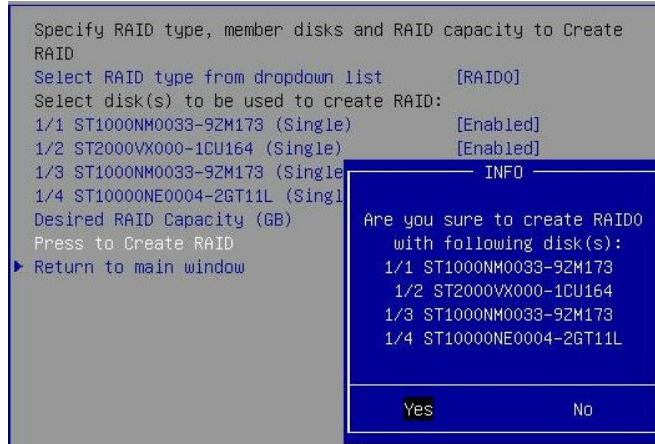 Specify RAID type, member disks and RAID capacity to Create
RAID
Select RAID type from dropdown list [RAID0]
Select disk(s) to be used to create RAID:
1/1 ST1000NM0033-9ZM173 (Single) [Enabled]
1/2 ST2000VX000-1CU164 (Single) [Enabled]
1/3 ST1000NM0033-9ZM173 (Single
1/4 ST10000NE0004-2GT11L (Singl
Desired RAID Capacity (GB)
Press to Create RAID
Return to main window
INFO
Are you sure to create RAID0
with following disk(s):
1/1 ST1000NM0033-9ZM173
1/2 ST2000VX000-1CU164
1/3 ST1000NM0033-9ZM173
1/4 ST10000NE0004-2GT11L
Yes No